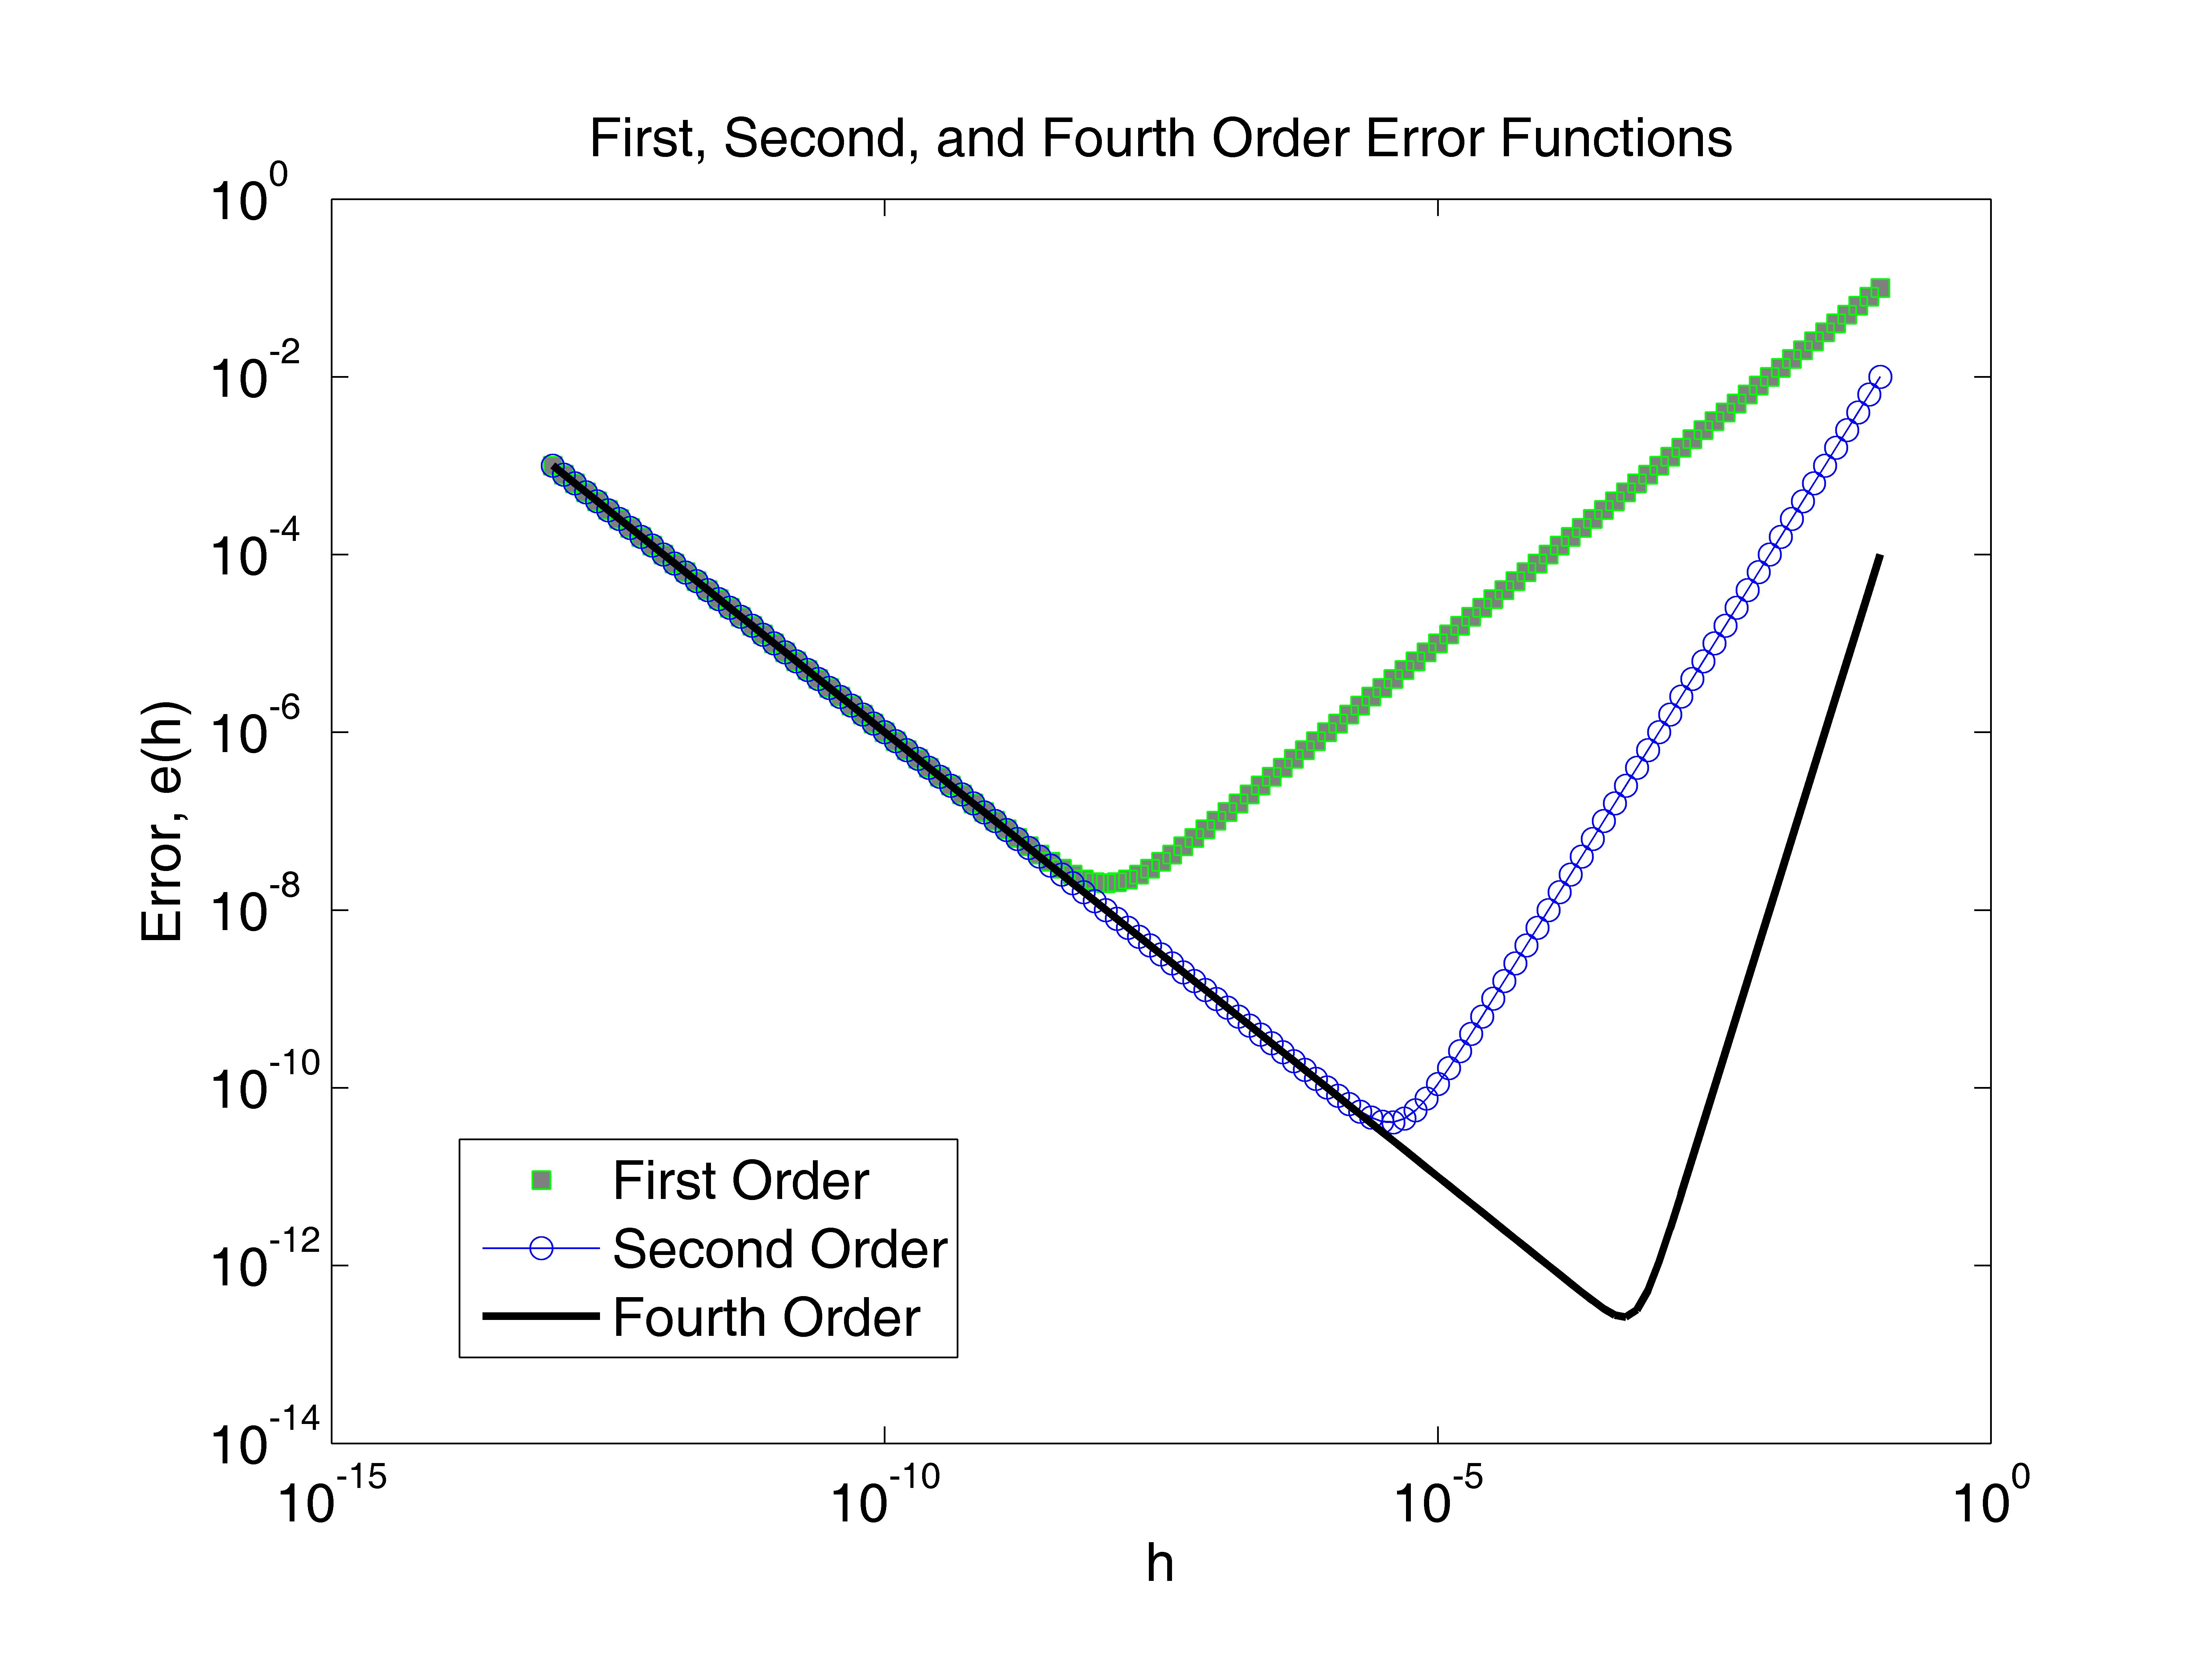 First, Second, and Fourth Order Error Functions
10^0
10^-2
10^-4
10^-6
10^-8
10^-10
10^-12
10^-14
Error, e(h)
First Order
Second Order
Fourth Order
10^-15 10^-10 10^-5 10^0
h